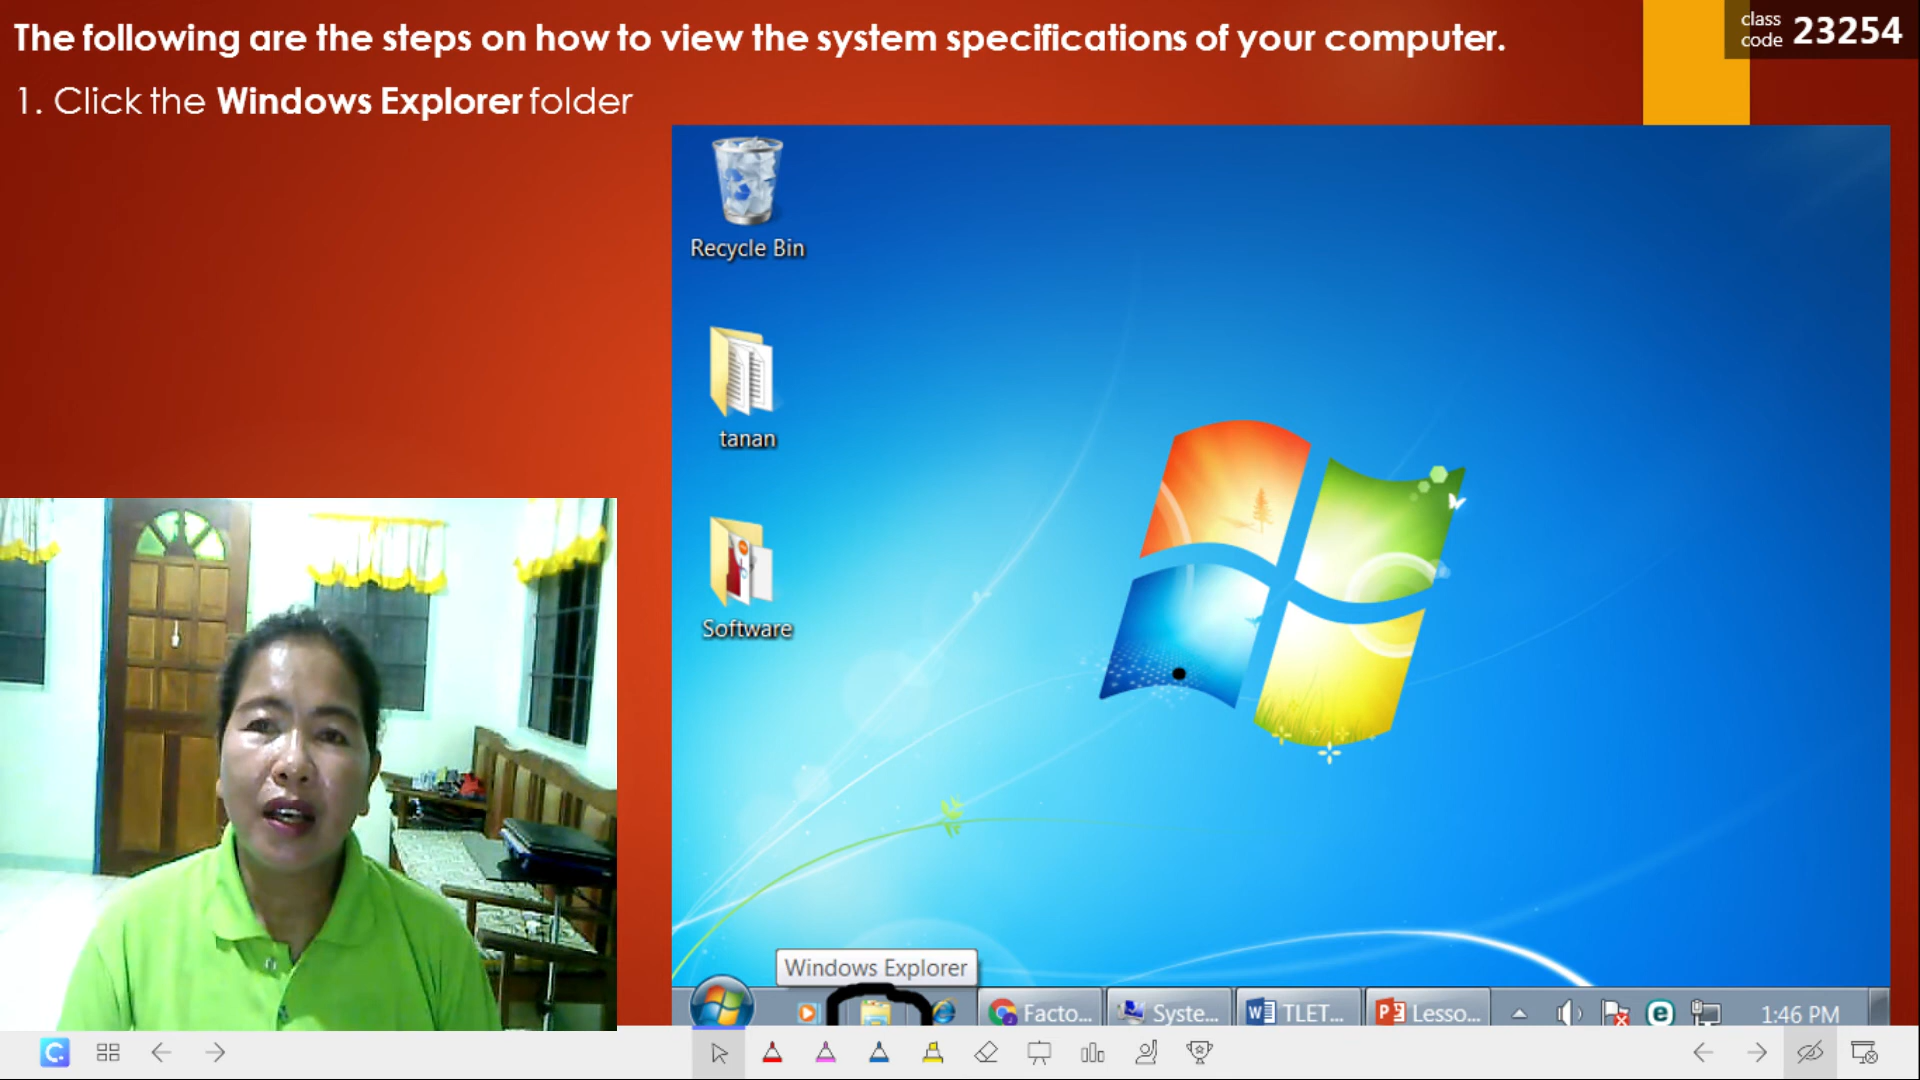 The following are the steps on how to view the system specifications of your computer.
class
code 23254
1. Click the Windows Explorer folder
Recycle Bin
tanan
Software
Windows Explorer
Facto...
Syste...
TLET...
Lesso...
1:46 PM